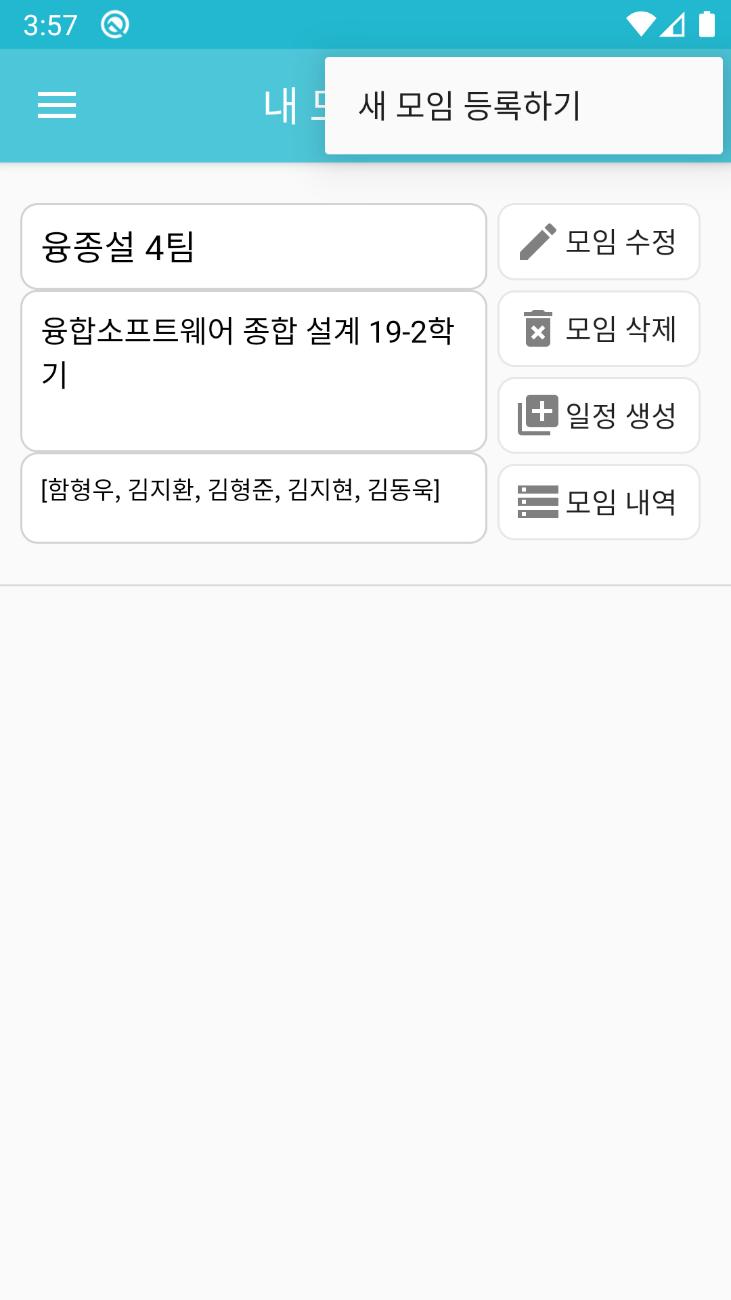 3:57
내
새 모임 등록하기
융종설 4팀
모임 수정
융합소프트웨어 종합 설계 19-2학
기
모임 삭제
일정 생성
[함형우, 김지환, 김형준, 김지현, 김동욱]
모임 내역